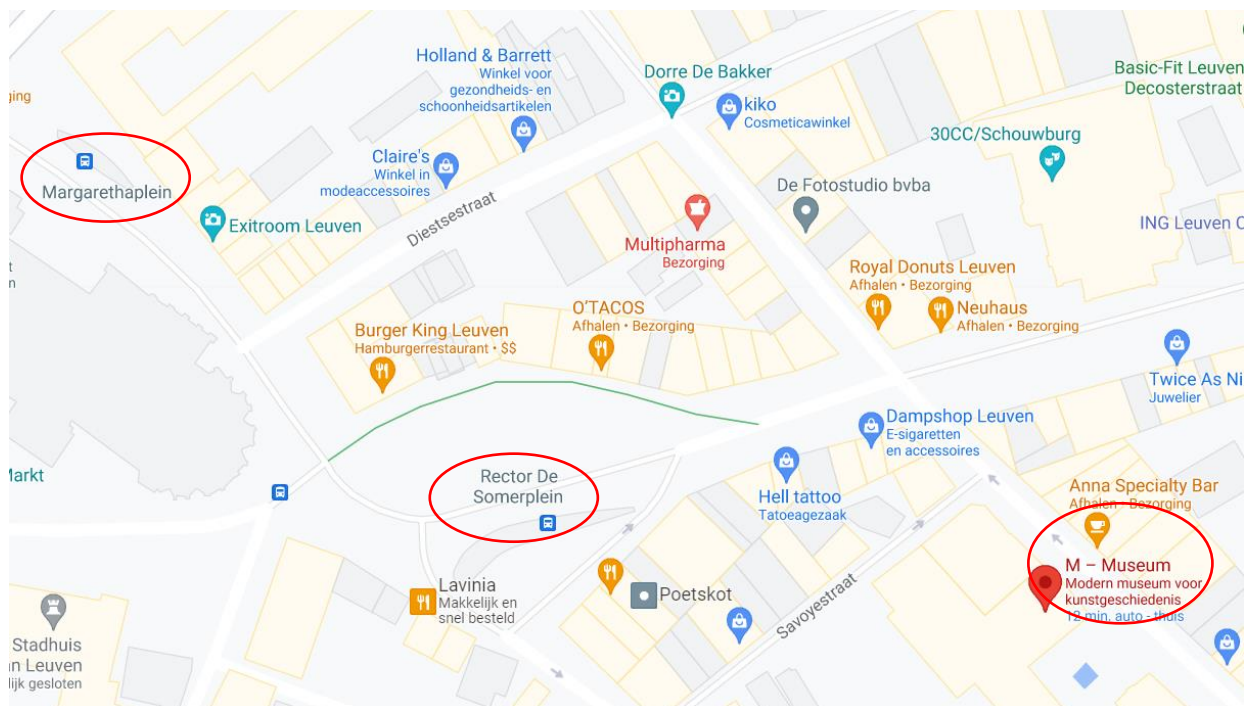 Holland & Barrett
Winkel voor
gezondheids- en
schoonheidsartikelen
Dorre De Bakker
Basic-Fit Leuven
Decosterstraat
kiko
Cosmeticawinkel
30CC/Schouwburg
Claire's
Winkel in
modeaccessoires
Margarethaplein
De Fotostudio bvba
Exitroom Leuven
Diestsestraat
ING Leuven
Multipharma
Bezorging
Royal Donuts Leuven
Afhalen • Bezorging
O'TACOS
Afhalen • Bezorging
Neuhaus
Afhalen • Bezorging
Burger King Leuven
Hamburgerrestaurant • $$
Twice As Ni
Juwelier
Dampshop Leuven
E-sigaretten
en accessoires
Markt
Rector De
Somerplein
Hell tattoo
Tatoeagezaak
Anna Specialty Bar
Afhalen • Bezorging
M – Museum
Modern museum voor
kunstgeschiedenis
12 min. auto - thuis
Lavinia
Makkelijk en
snel besteld
Poetskot
Savoyestraat
Stadhuis
an Leuven
lijk gesloten